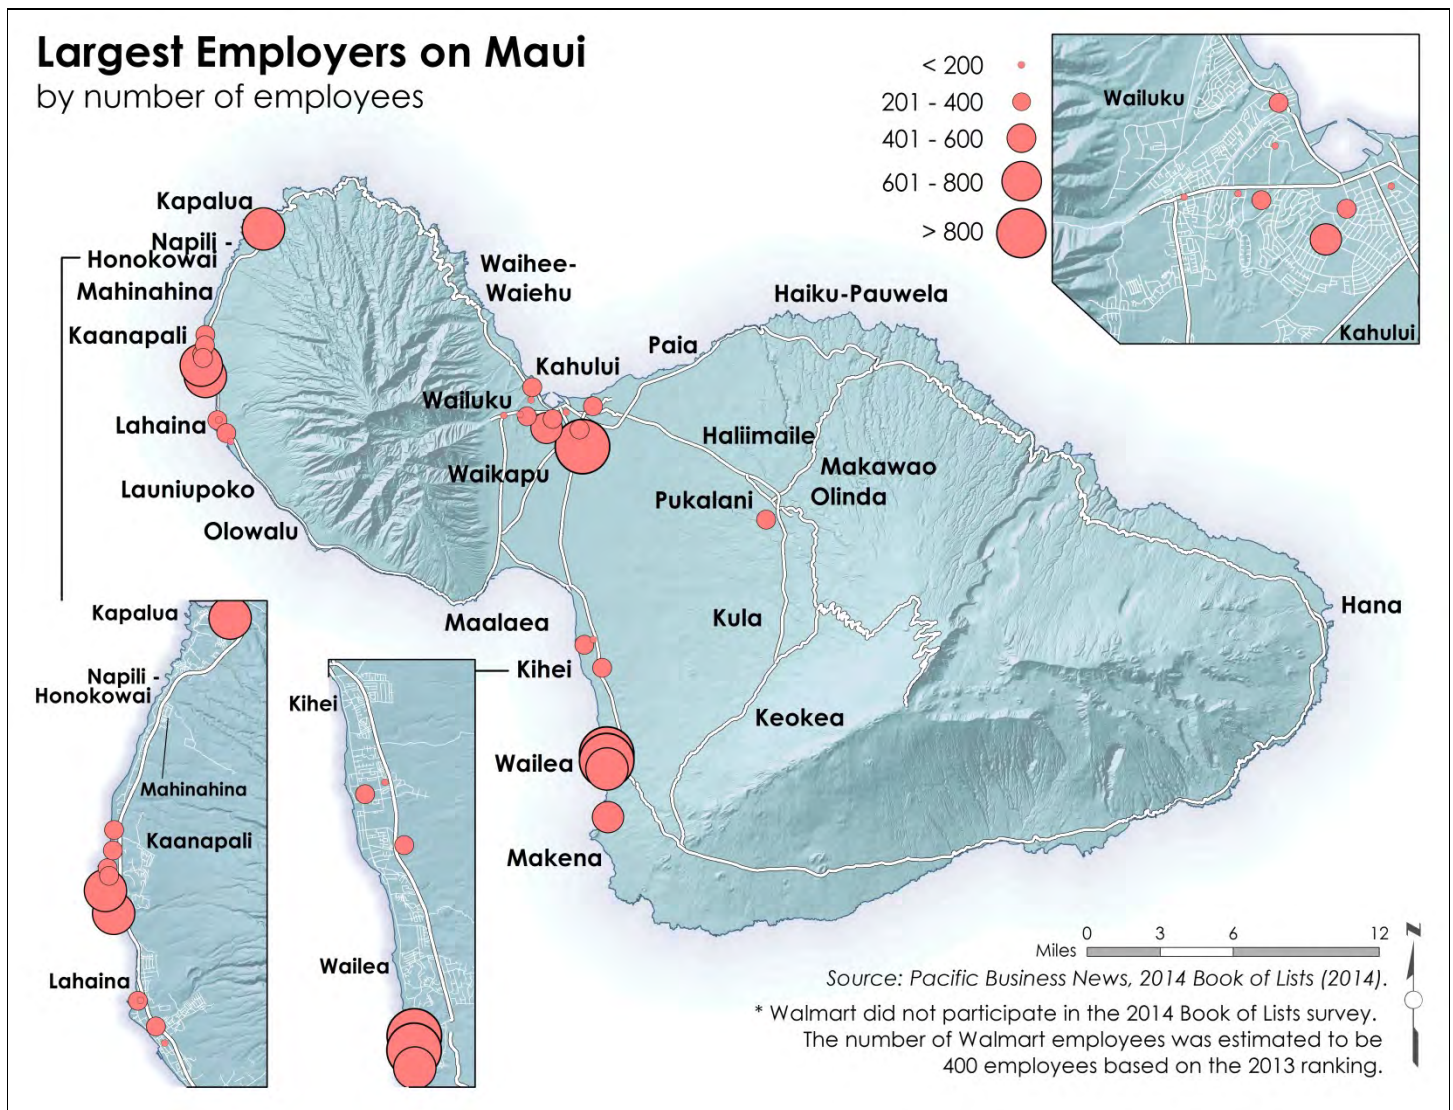 Largest Employers on Maui
by number of employees
< 200
201 - 400
401 - 600
601 - 800
> 800
Wailuku
Kahului
Kapalua
Napili -
Honokowai
Mahinahina
Kaanapali
Lahaina
Launiupoko
Olowalu
Waihee-
Waiehu
Kahului
Wailuku
Waikapu
Paia
Haiku-Pauwela
Haliimaile
Makawao
Olinda
Pukalani
Kula
Keokea
Hana
Maalaea
Kihei
Wailea
Makena
Kapalua
Napili -
Honokowai
Mahinahina
Kaanapali
Lahaina
Kihei
Wailea
0 3 6 12
Miles
N
Source: Pacific Business News, 2014 Book of Lists (2014).
* Walmart did not participate in the 2014 Book of Lists survey.
The number of Walmart employees was estimated to be
400 employees based on the 2013 ranking.